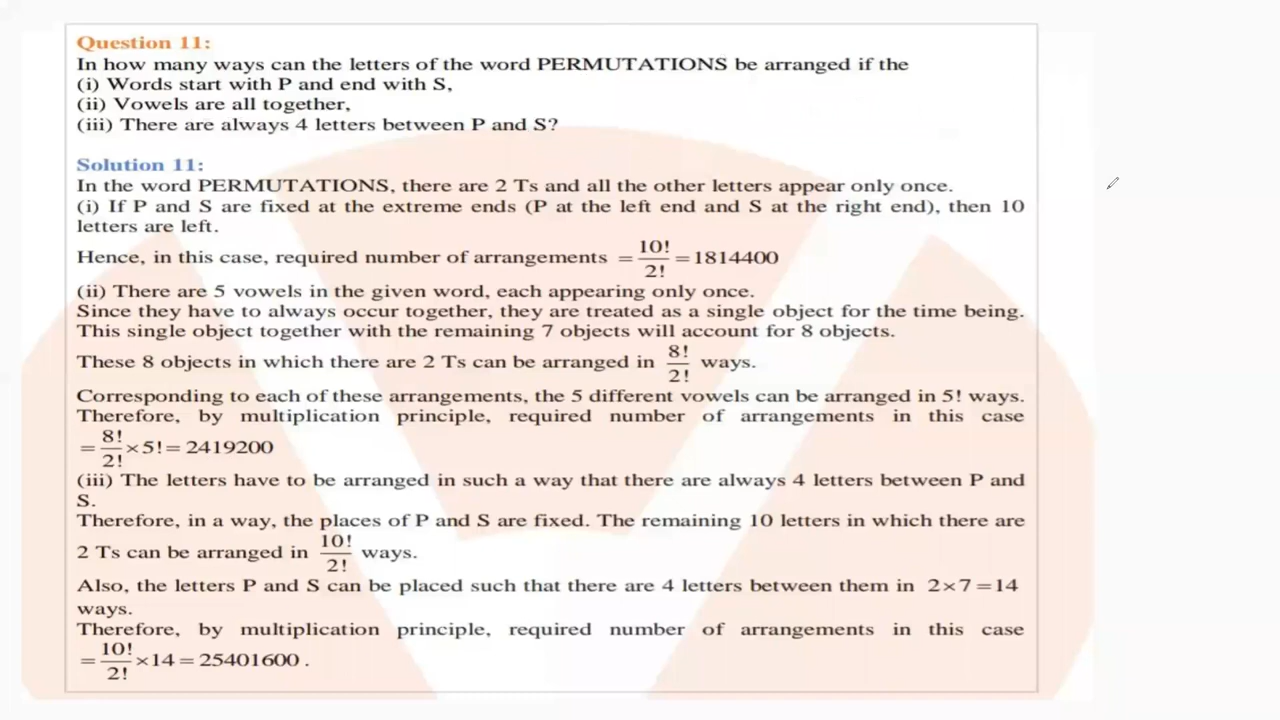 Question 11:
In how many ways can the letters of the word PERMUTATIONS be arranged if the
(i) Words start with P and end with S,
(ii) Vowels are all together,
(iii) There are always 4 letters between P and S?
Solution 11:
In the word PERMUTATIONS, there are 2 Ts and all the other letters appear only once.
(i) If P and S are fixed at the extreme ends (P at the left end and S at the right end), then 10
letters are left.
Hence, in this case, required number of arrangements = 10!/2! = 1814400
(ii) There are 5 vowels in the given word, each appearing only once.
Since they have to always occur together, they are treated as a single object for the time being.
This single object together with the remaining 7 objects will account for 8 objects.
These 8 objects in which there are 2 Ts can be arranged in 8!/2! ways.
Corresponding to each of these arrangements, the 5 different vowels can be arranged in 5! ways.
Therefore, by multiplication principle, required number of arrangements in this case
= 8!/2! × 5! = 2419200
(iii) The letters have to be arranged in such a way that there are always 4 letters between P and
S.
Therefore, in a way, the places of P and S are fixed. The remaining 10 letters in which there are
2 Ts can be arranged in 10!/2! ways.
Also, the letters P and S can be placed such that there are 4 letters between them in 2×7=14
ways.
Therefore, by multiplication principle, required number of arrangements in this case
= 10!/2! ×14 = 25401600 .